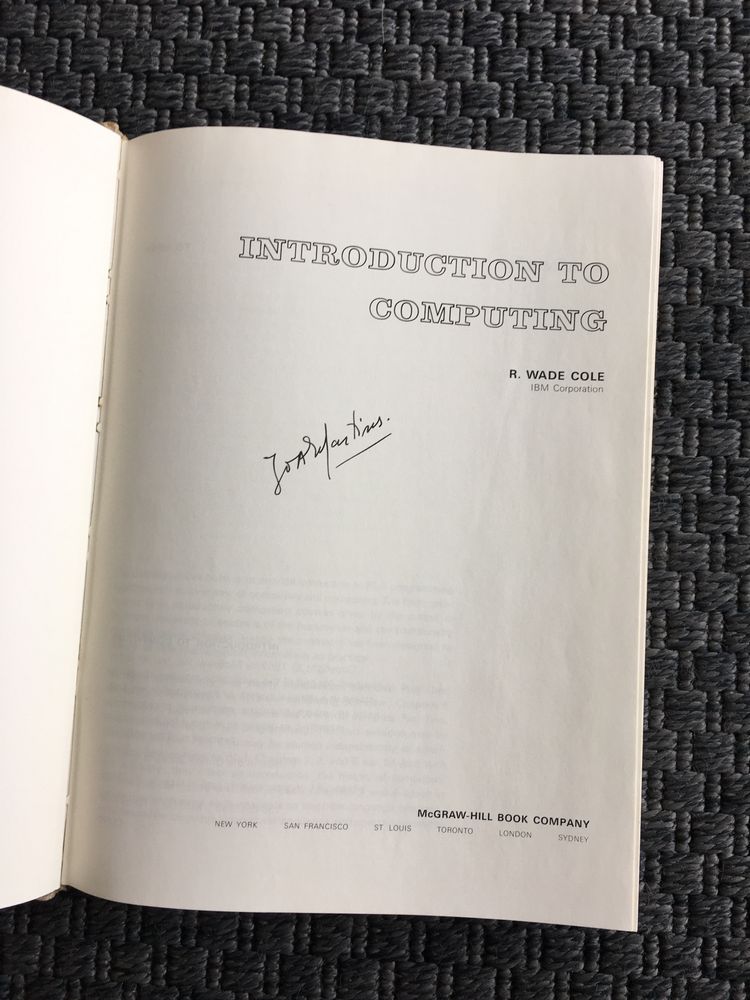 INTRODUCTION TO
COMPUTING
R. WADE COLE
IBM Corporation
McGRAW-HILL BOOK COMPANY
NEW YORK SAN FRANCISCO ST LOUIS TORONTO LONDON SYDNEY